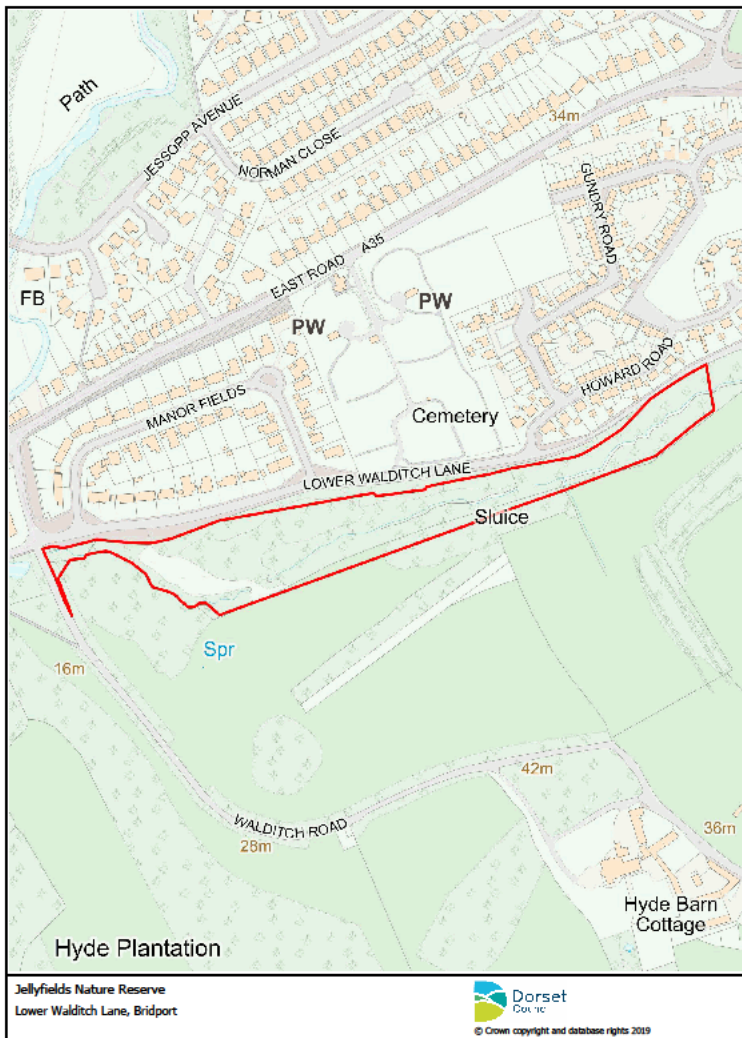 Path
JESSOPP AVENUE
NORMAN CLOSE
34m
GUNDRY ROAD
EAST ROAD
A35
FB
PW
PW
HOWARD ROAD
MANOR FIELDS
Cemetery
LOWER WALDITCH LANE
Sluice
Spr
16m
42m
WALDITCH ROAD
36m
28m
Hyde Barn
Cottage
Hyde Plantation
Jellyfields Nature Reserve
Lower Walditch Lane, Bridport
Dorset
Council
© Crown copyright and database rights 2019